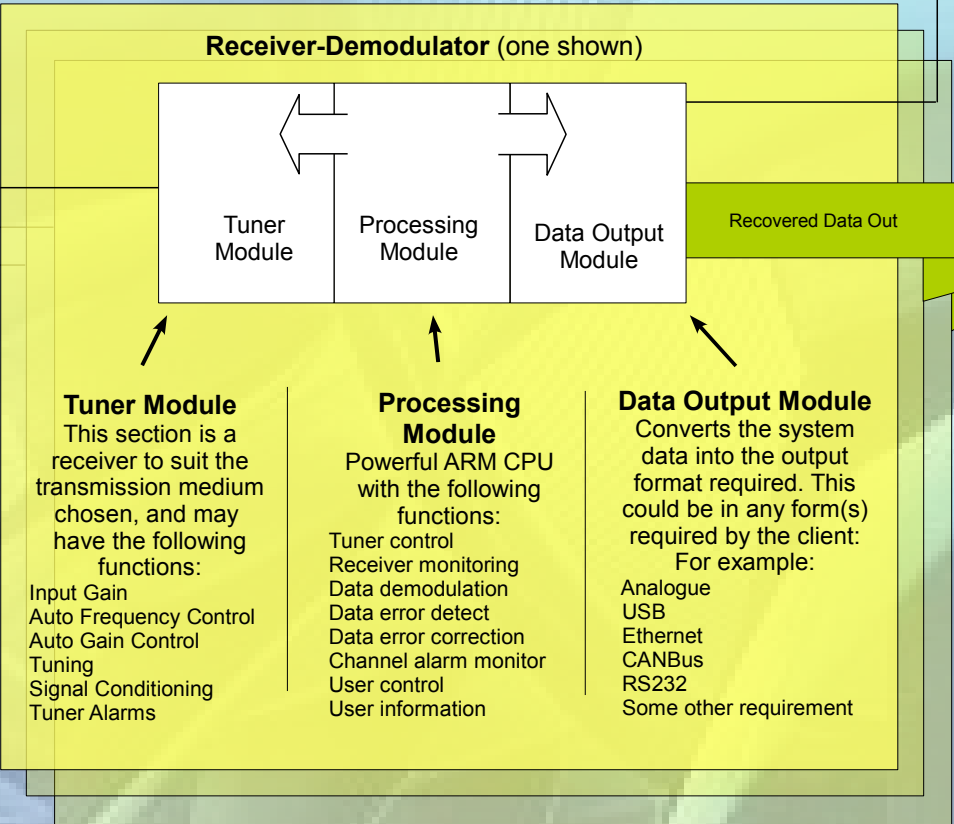 Receiver-Demodulator (one shown)
Tuner
Module
Processing
Module
Data Output
Module
Recovered Data Out
Tuner Module
This section is a
receiver to suit the
transmission medium
chosen, and may
have the following
functions:
Input Gain
Auto Frequency Control
Auto Gain Control
Tuning
Signal Conditioning
Tuner Alarms
Processing
Module
Powerful ARM CPU
with the following
functions:
Tuner control
Receiver monitoring
Data demodulation
Data error detect
Data error correction
Channel alarm monitor
User control
User information
Data Output Module
Converts the system
data into the output
format required. This
could be in any form(s)
required by the client:
For example:
Analogue
USB
Ethernet
CANBus
RS232
Some other requirement